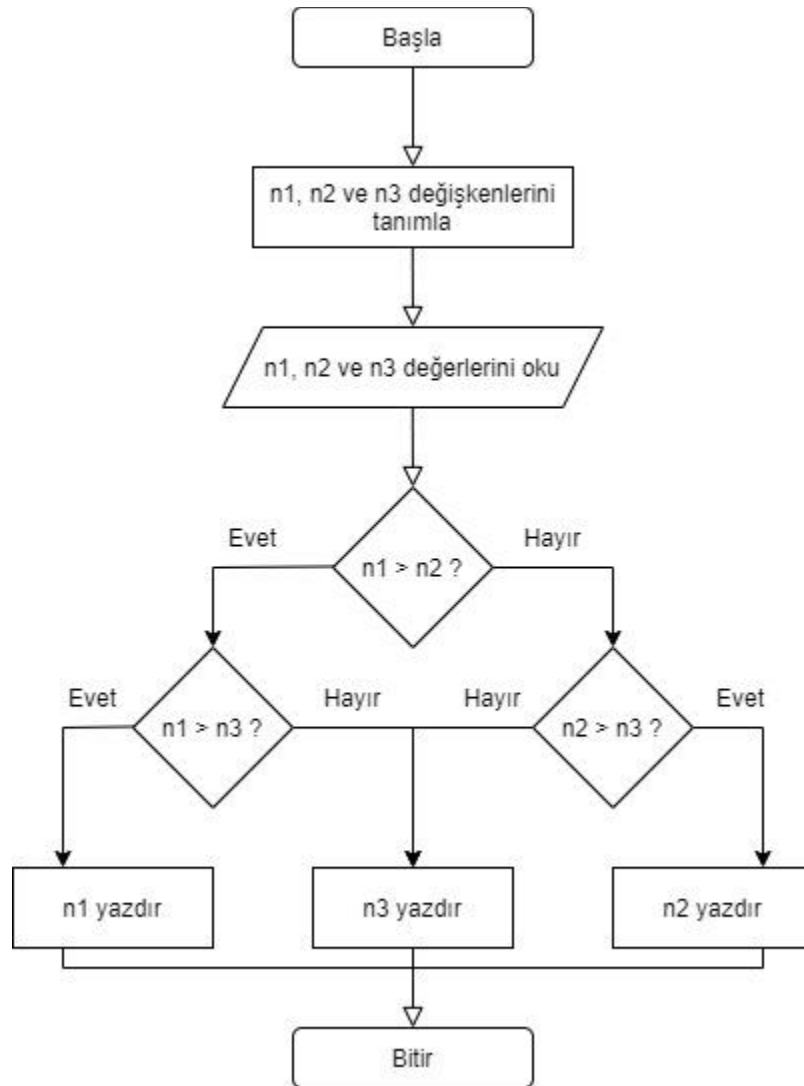 Başla
n1, n2 ve n3 değişkenlerini
tanımla
n1, n2 ve n3 değerlerini oku
Evet
Hayır
n1 > n2 ?
Evet
Hayır
Hayır
Evet
n1 > n3 ?
n2 > n3 ?
n1 yazdır
n3 yazdır
n2 yazdır
Bitir